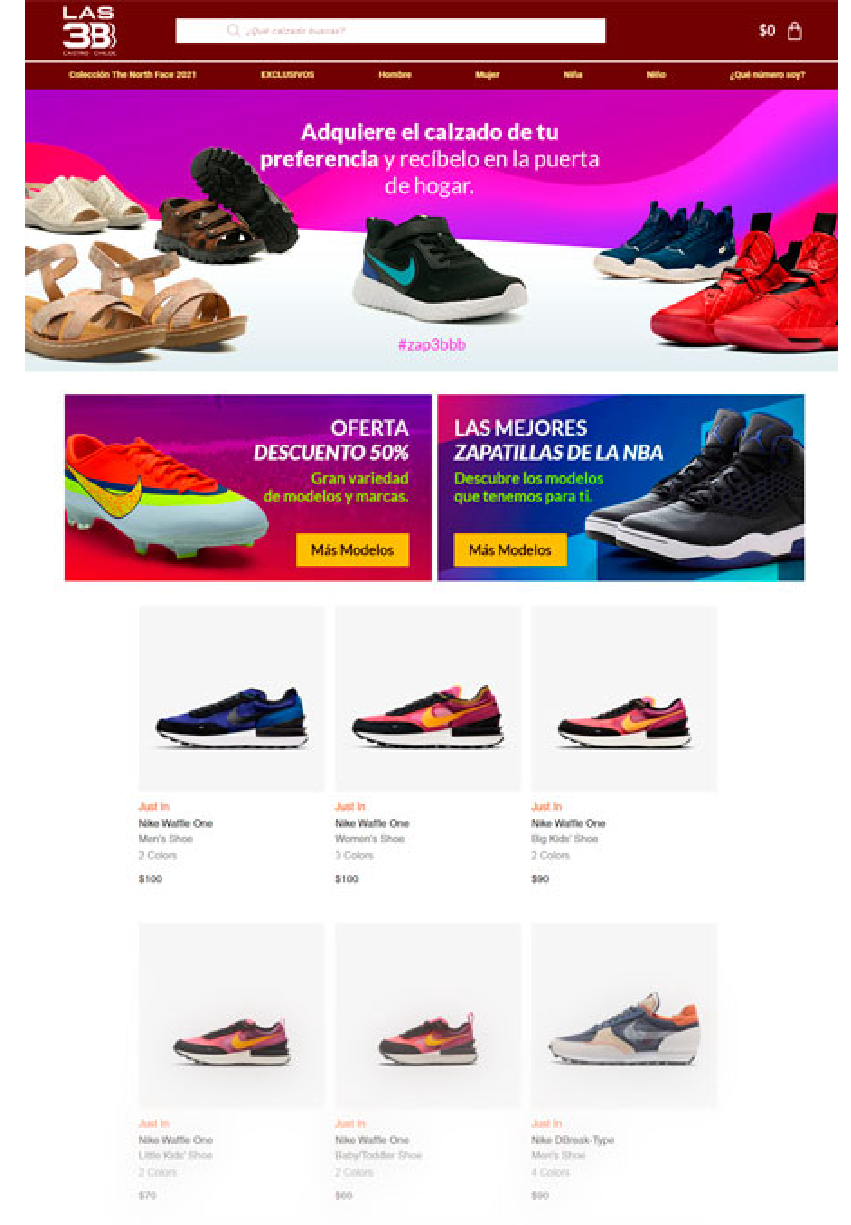 LAS
3B
CASTRO CHILOÉ
¿Qué calzado buscas?
$0
Colección The North Face 2021 EXCLUSIVOS Hombre Mujer Niña Niño ¿Qué número soy?
Adquiere el calzado de tu
preferencia y recíbelo en la puerta
de hogar.
#zap3bbb
OFERTA
DESCUENTO 50%
Gran variedad
de modelos y marcas.
Más Modelos
LAS MEJORES
ZAPATILLAS DE LA NBA
Descubre los modelos
que tenemos para ti.
Más Modelos
Just In
Nike Waffle One
Men's Shoe
2 Colors
$100
Just In
Nike Waffle One
Women's Shoe
3 Colors
$100
Just In
Nike Waffle One
Big Kids' Shoe
2 Colors
$90
Just In
Nike Waffle One
Little Kids' Shoe
2 Colors
$70
Just In
Nike Waffle One
Baby/Toddler Shoe
2 Colors
Just In
Nike DBreak-Type
Men's Shoe
4 Colors
$90